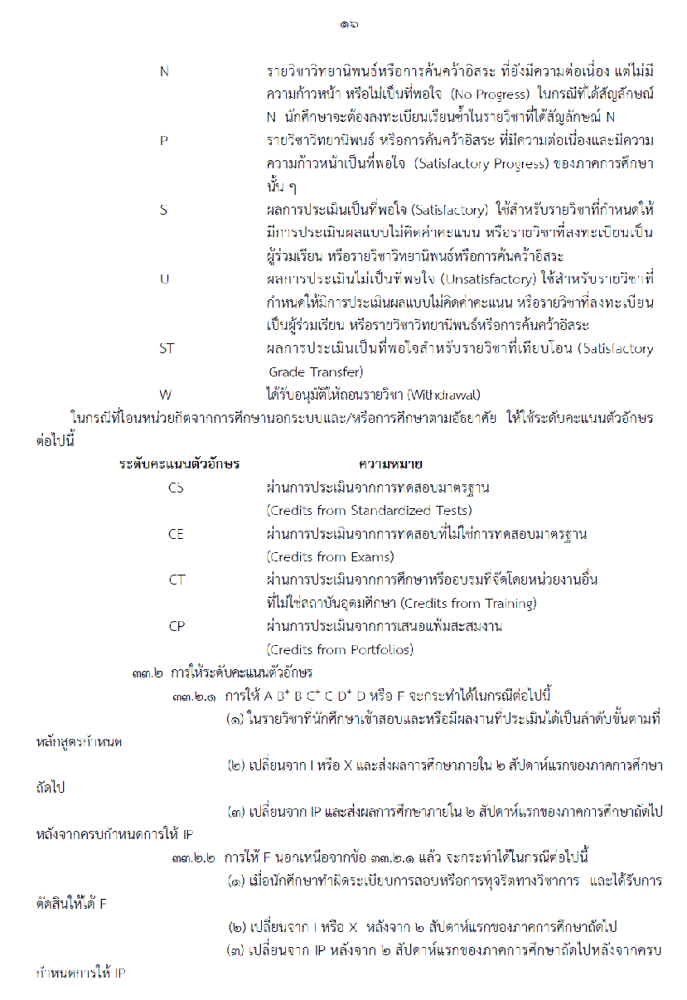 ๑๖
N รายวิชาวิทยานิพนธ์หรือการค้นคว้าอิสระ ที่ยังมีความต่อเนื่อง แต่ไม่มี
ความก้าวหน้า หรือไม่เป็นที่พอใจ (No Progress) ในกรณีที่ได้สัญลักษณ์
N นักศึกษาจะต้องลงทะเบียนเรียนซ้ำในรายวิชาที่ได้สัญลักษณ์ N
P รายวิชาวิทยานิพนธ์ หรือการค้นคว้าอิสระ ที่มีความต่อเนื่องและมีความ
ความก้าวหน้าเป็นที่พอใจ (Satisfactory Progress) ของภาคการศึกษา
นั้น ๆ
S ผลการประเมินเป็นที่พอใจ (Satisfactory) ใช้สำหรับรายวิชาที่กำหนดให้
มีการประเมินผลแบบไม่คิดค่าคะแนน หรือรายวิชาที่ลงทะเบียนเป็น
ผู้ร่วมเรียน หรือรายวิชาวิทยานิพนธ์หรือการค้นคว้าอิสระ
U ผลการประเมินไม่เป็นที่พอใจ (Unsatisfactory) ใช้สำหรับรายวิชาที่
กำหนดให้มีการประเมินผลแบบไม่คิดค่าคะแนน หรือรายวิชาที่ลงทะเบียน
เป็นผู้ร่วมเรียน หรือรายวิชาวิทยานิพนธ์หรือการค้นคว้าอิสระ
ST ผลการประเมินเป็นที่พอใจสำหรับรายวิชาที่เทียบโอน (Satisfactory
Grade Transfer)
W ได้รับอนุมัติให้ถอนรายวิชา (Withdrawal)
ในกรณีที่โอนหน่วยกิตจากการศึกษานอกระบบและ/หรือการศึกษาตามอัธยาศัย ให้ใช้ระดับคะแนนตัวอักษร
ต่อไปนี้
ระดับคะแนนตัวอักษร ความหมาย
CS ผ่านการประเมินจากการทดสอบมาตรฐาน
(Credits from Standardized Tests)
CE ผ่านการประเมินจากการทดสอบที่ไม่ใช่การทดสอบมาตรฐาน
(Credits from Exams)
CT ผ่านการประเมินจากการศึกษาหรืออบรมที่จัดโดยหน่วยงานอื่น
ที่ไม่ใช่สถาบันอุดมศึกษา (Credits from Training)
CP ผ่านการประเมินจากการเสนอแฟ้มสะสมงาน
(Credits from Portfolios)
๓๓.๒ การให้ระดับคะแนนตัวอักษร
๓๓.๒.๑ การให้ A B⁺ B C⁺ C D⁺ D หรือ F จะกระทำได้ในกรณีต่อไปนี้
(๑) ในรายวิชาที่นักศึกษาเข้าสอบและหรือมีผลงานที่ประเมินได้เป็นลำดับขั้นตามที่
หลักสูตรกำหนด
(๒) เปลี่ยนจาก I หรือ X และส่งผลการศึกษาภายใน ๒ สัปดาห์แรกของภาคการศึกษา
ถัดไป
(๓) เปลี่ยนจาก IP และส่งผลการศึกษาภายใน ๒ สัปดาห์แรกของภาคการศึกษาถัดไป
หลังจากครบกำหนดการให้ IP
๓๓.๒.๒ การให้ F นอกเหนือจากข้อ ๓๓.๒.๑ แล้ว จะกระทำได้ในกรณีต่อไปนี้
(๑) เมื่อนักศึกษาทำผิดระเบียบการสอบหรือการทุจริตทางวิชาการ และได้รับการ
ตัดสินให้ได้ F
(๒) เปลี่ยนจาก I หรือ X หลังจาก ๒ สัปดาห์แรกของภาคการศึกษาถัดไป
(๓) เปลี่ยนจาก IP หลังจาก ๒ สัปดาห์แรกของภาคการศึกษาถัดไปหลังจากครบ
กำหนดการให้ IP